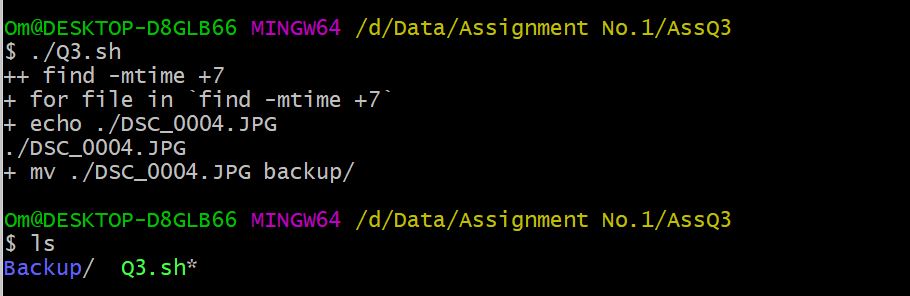 Om@DESKTOP-D8GLB66 MINGW64 /d/Data/Assignment No.1/AssQ3
$ ./Q3.sh
++ find -mtime +7
+ for file in `find -mtime +7`
+ echo ./DSC_0004.JPG
./DSC_0004.JPG
+ mv ./DSC_0004.JPG backup/
Om@DESKTOP-D8GLB66 MINGW64 /d/Data/Assignment No.1/AssQ3
$ ls
Backup/  Q3.sh*